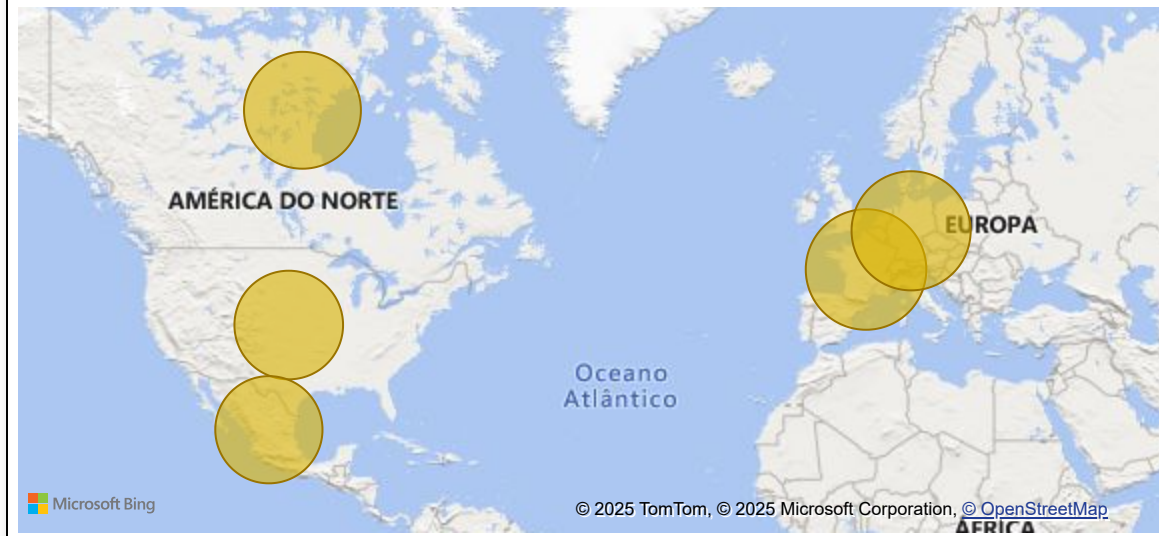 AMÉRICA DO NORTE
EUROPA
Oceano
Atlântico
Microsoft Bing
© 2025 TomTom, © 2025 Microsoft Corporation, © OpenStreetMap
ÁFRICA